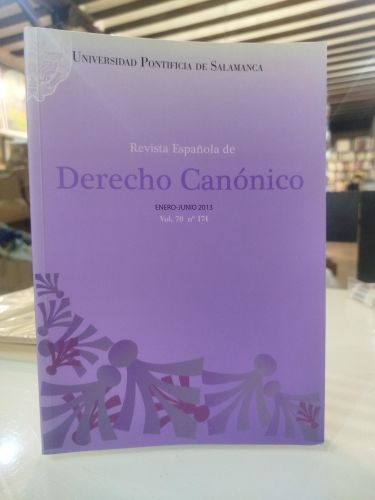 UNIVERSIDAD PONTIFICIA DE SALAMANCA
Revista Española de
Derecho Canónico
ENERO-JUNIO 2013
Vol. 70 nº 174